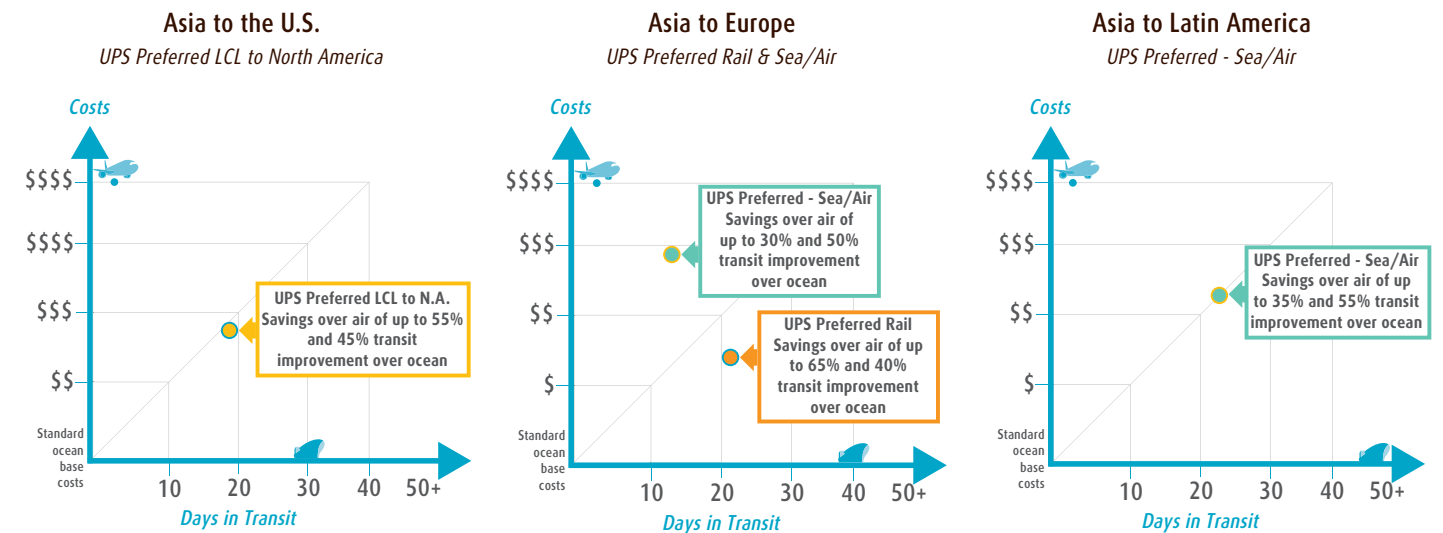 Asia to the U.S.
UPS Preferred LCL to North America
Costs
$$$$
$$$$
$$$
$$
Standard
ocean
base
costs
UPS Preferred LCL to N.A.
Savings over air of up to 55%
and 45% transit
improvement over ocean
10 20 30 40 50+
Days in Transit
Asia to Europe
UPS Preferred Rail & Sea/Air
Costs
$$$$
$$$
$$
$
Standard
ocean
base
costs
UPS Preferred - Sea/Air
Savings over air of
up to 30% and 50%
transit improvement
over ocean
UPS Preferred Rail
Savings over air of up
to 65% and 40%
transit improvement
over ocean
10 20 30 40 50+
Days in Transit
Asia to Latin America
UPS Preferred - Sea/Air
Costs
$$$$
$$$
$$
$
Standard
ocean
base
costs
UPS Preferred - Sea/Air
Savings over air of up
to 35% and 55% transit
improvement over ocean
10 20 30 40 50+
Days in Transit